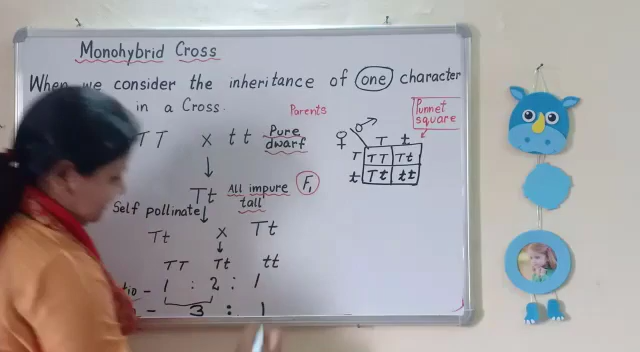 Monohybrid Cross
When we consider the inheritance of one character
in a Cross.
Parents
Punnet
square
TT x tt Pure
dwarf
♀ ♂
T t
T TT Tt
t Tt tt
Tt All impure F1
tall
Self pollinate
Tt x Tt
TT Tt tt
1 : 2 : 1
- 3 : 1